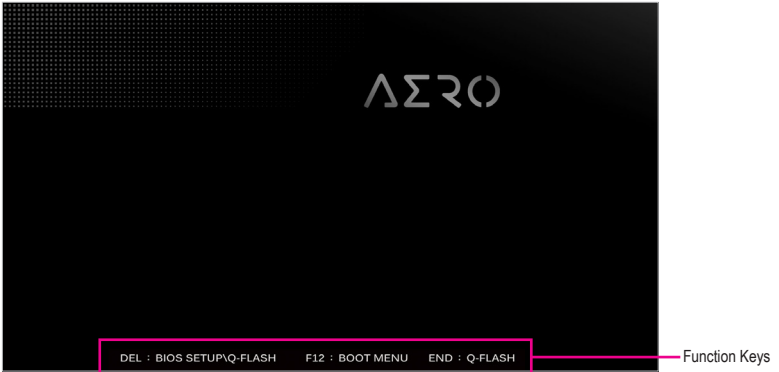 AERO
DEL : BIOS SETUP\Q-FLASH F12 : BOOT MENU END : Q-FLASH
Function Keys